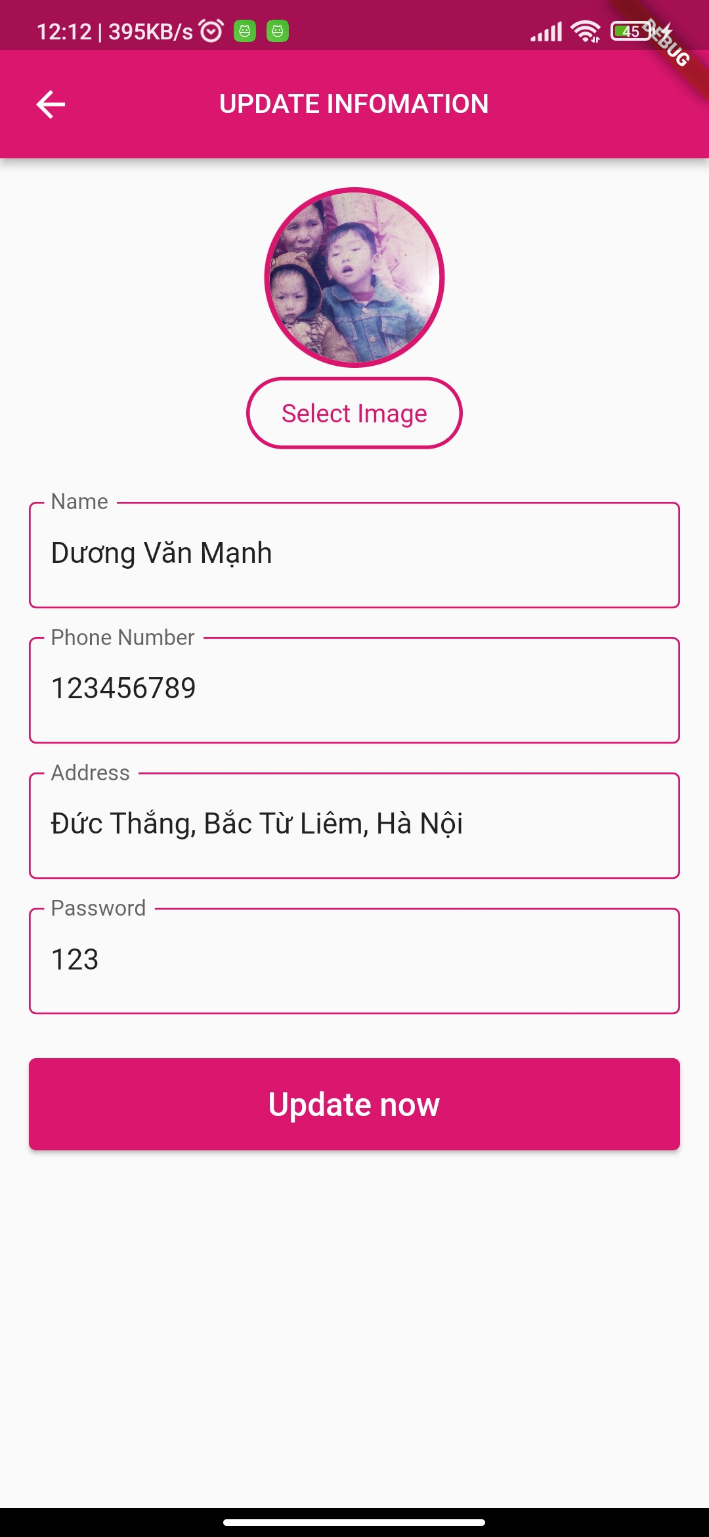 12:12 | 395KB/s
45
DEBUG
UPDATE INFOMATION
Select Image
Name
Dương Văn Mạnh
Phone Number
123456789
Address
Đức Thắng, Bắc Từ Liêm, Hà Nội
Password
123
Update now